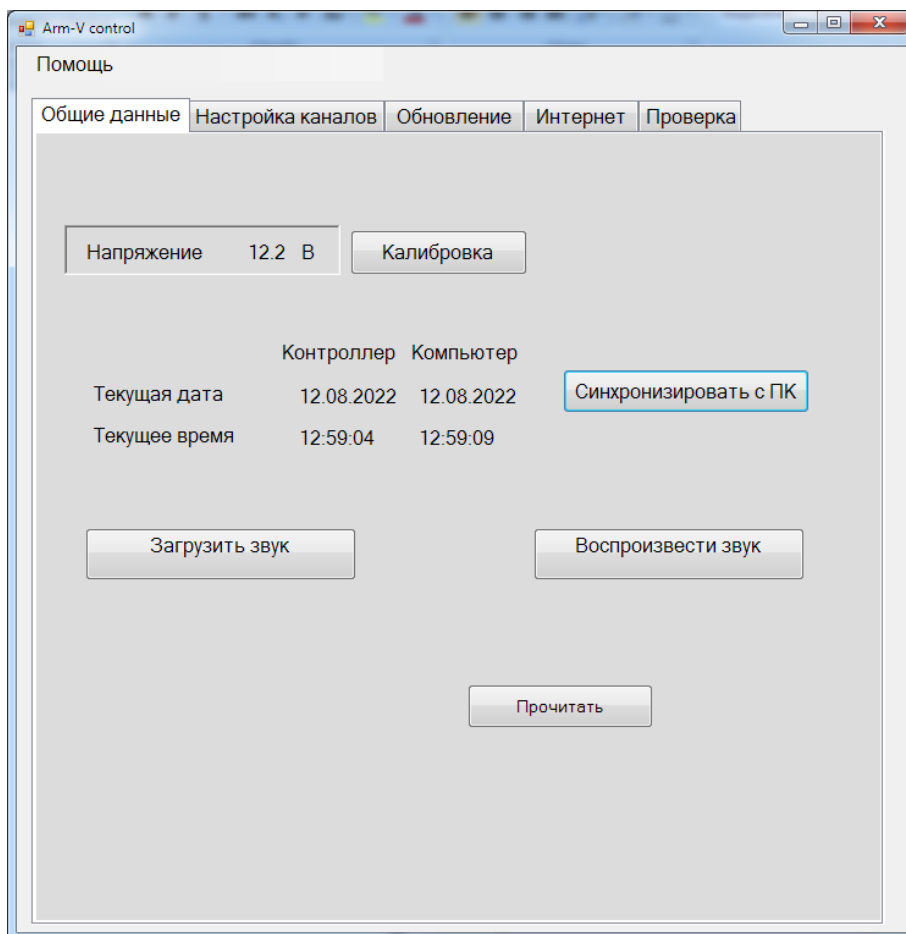 Arm-V control
Помощь
Общие данные Настройка каналов Обновление Интернет Проверка
Напряжение 12.2 В Калибровка
Контроллер Компьютер
Текущая дата 12.08.2022 12.08.2022 Синхронизировать с ПК
Текущее время 12:59:04 12:59:09
Загрузить звук Воспроизвести звук
Прочитать